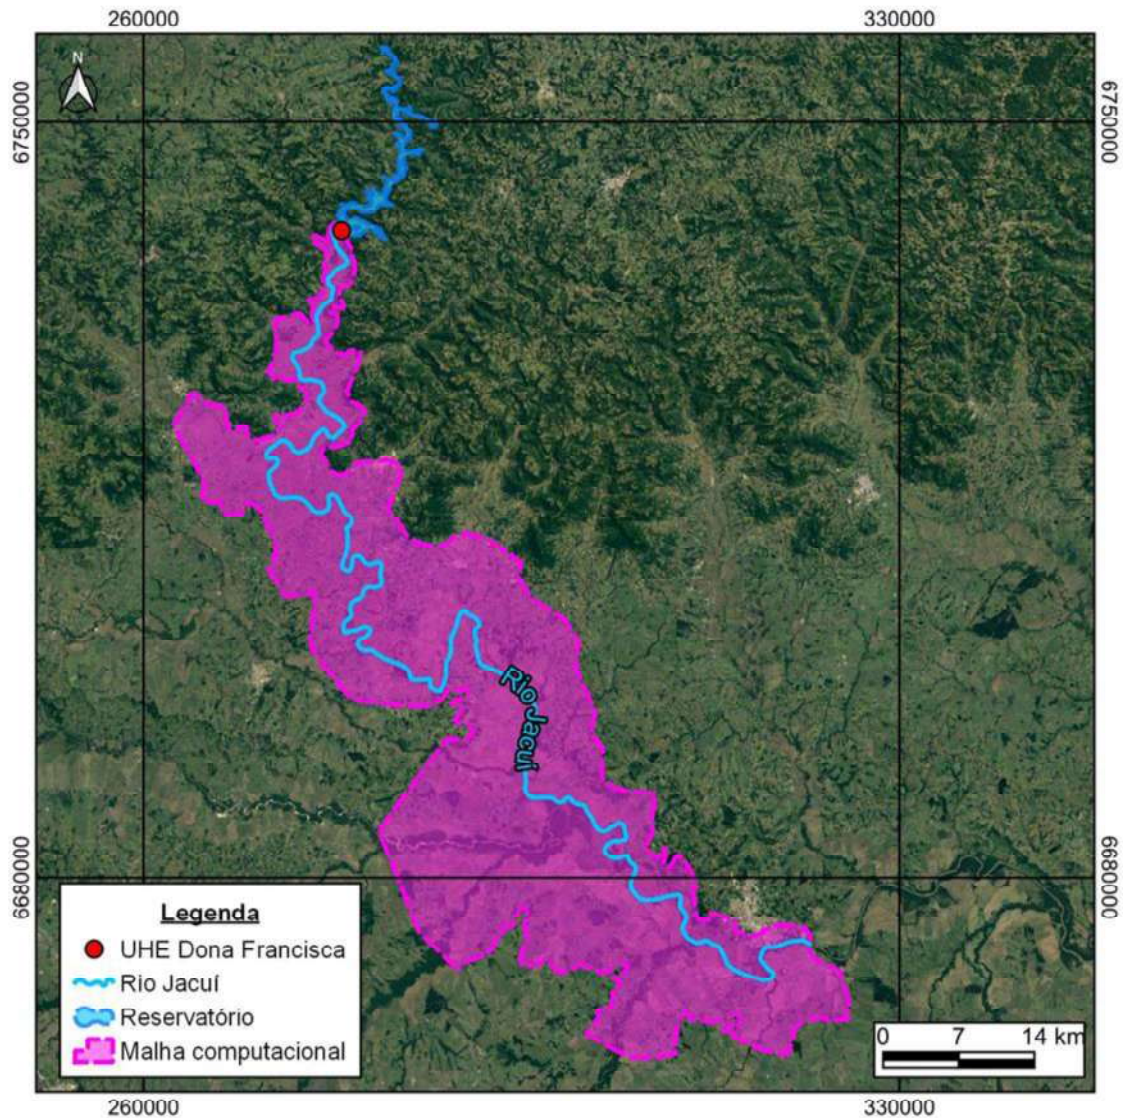 260000
330000
N
6750000
6750000
Rio Jacuí
6680000
6680000
Legenda
UHE Dona Francisca
Rio Jacuí
Reservatório
Malha computacional
0 7 14 km
260000
330000